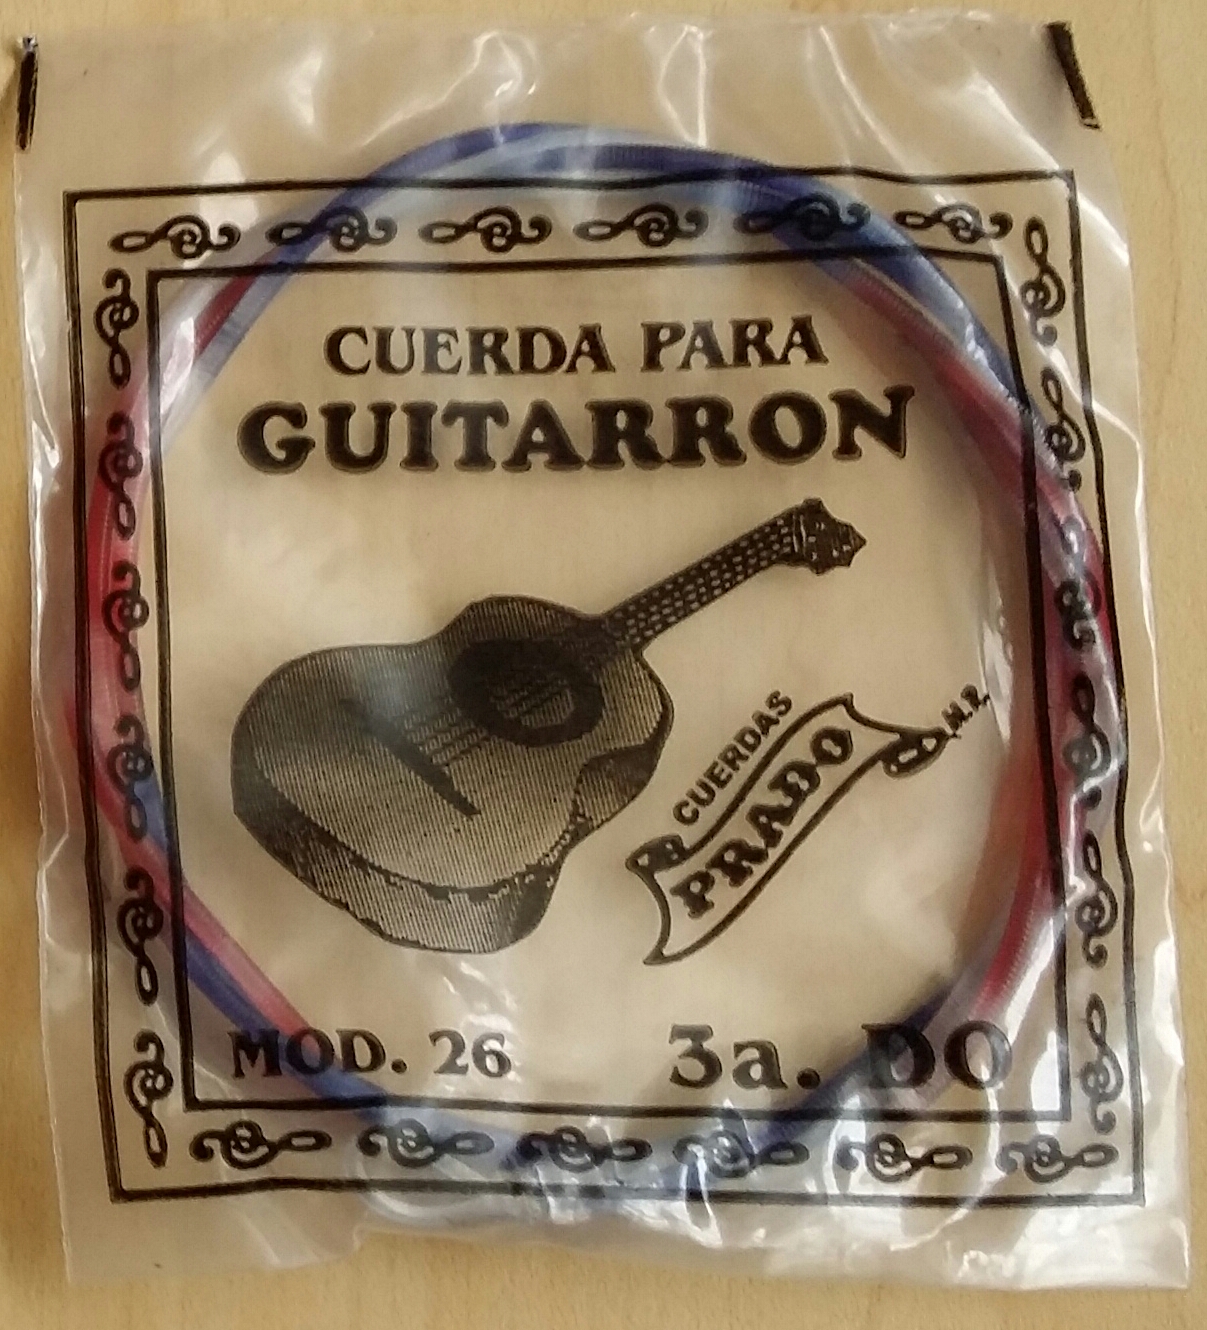 CUERDA PARA
GUITARRON
CUERDAS
PRADO
M.R.
MOD. 26
3a. DO